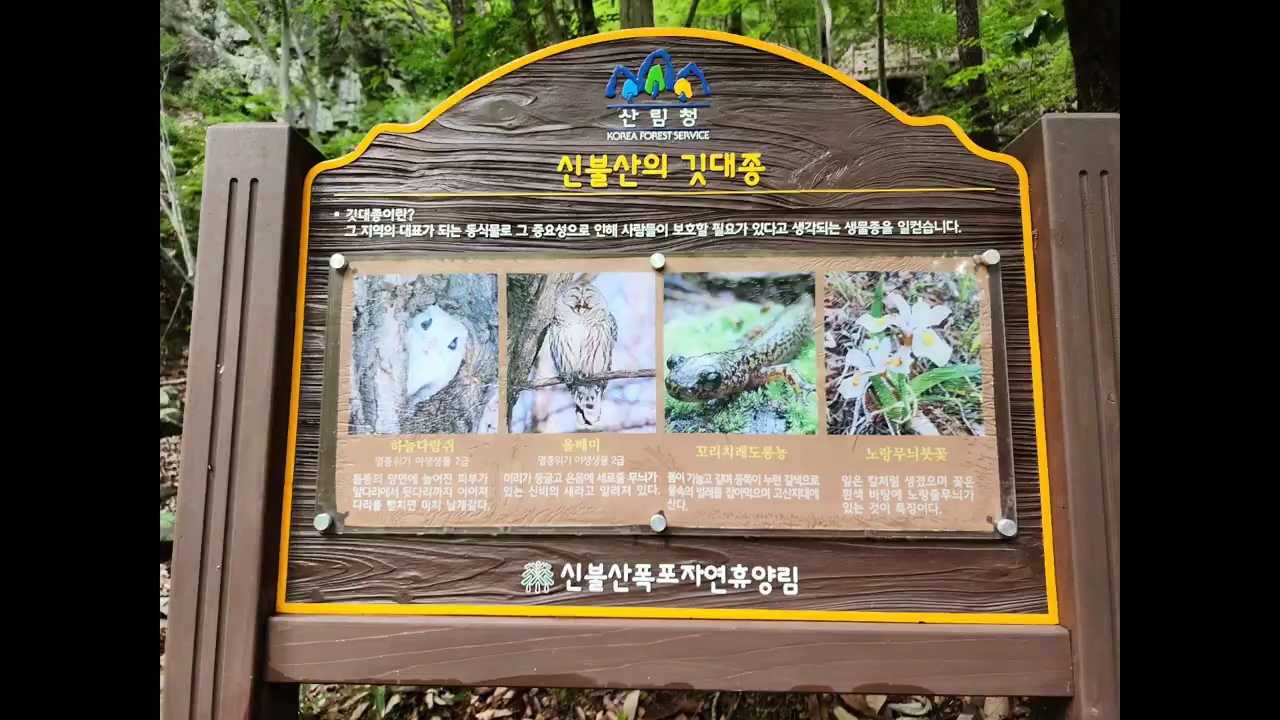 산림청
KOREA FOREST SERVICE
신불산의 깃대종
▪ 깃대종이란?
그 지역의 대표가 되는 동식물로 그 중요성으로 인해 사람들이 보호할 필요가 있다고 생각되는 생물종을 일컫습니다.
하늘다람쥐
멸종위기 야생생물 2급
몸통의 양면에 늘어진 피부가
앞다리에서 뒷다리까지 이어져
다리를 펼치면 마치 날개같다.
올빼미
멸종위기 야생생물 2급
머리가 둥글고 온몸에 세로줄 무늬가
있는 신비의 새라고 알려져 있다.
꼬리치레도롱뇽
몸이 가늘고 길며 등쪽이 누런 갈색으로
물속의 벌레를 잡아먹으며 고산지대에
산다.
노랑무늬붓꽃
잎은 칼처럼 생겼으며 꽃은
흰색 바탕에 노랑줄무늬가
있는 것이 특징이다.
신불산폭포자연휴양림